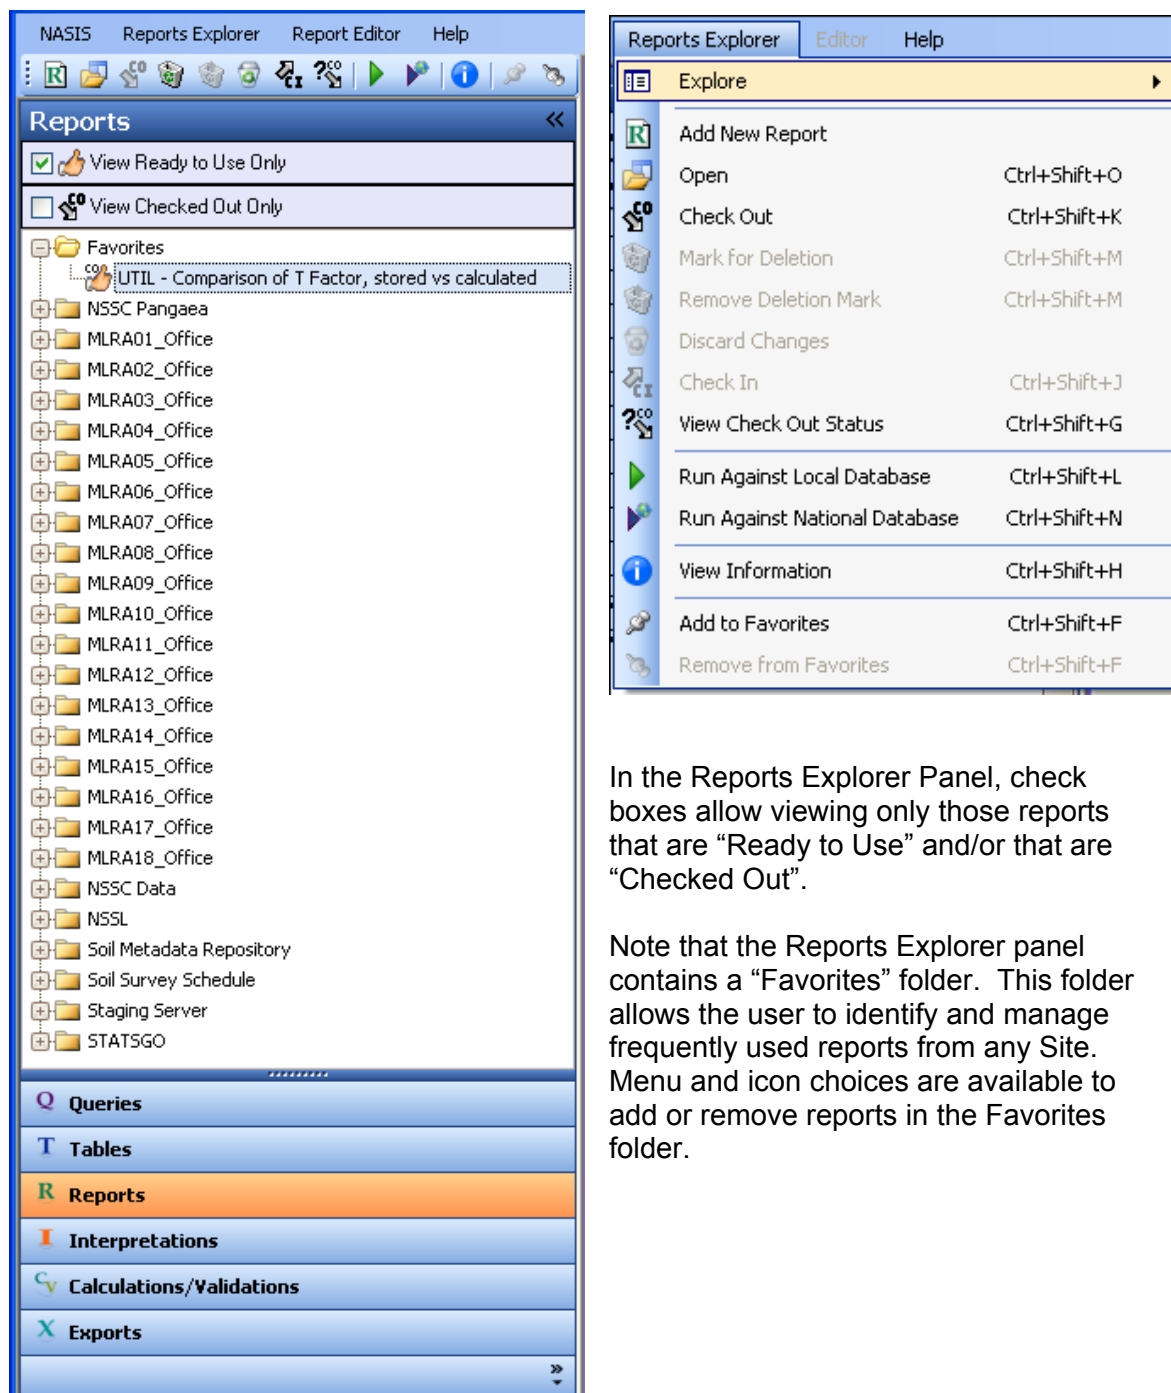 NASIS Reports Explorer Report Editor Help
Reports
View Ready to Use Only
View Checked Out Only
Favorites
UTIL - Comparison of T Factor, stored vs calculated
NSSC Pangaea
MLRA01_Office
MLRA02_Office
MLRA03_Office
MLRA04_Office
MLRA05_Office
MLRA06_Office
MLRA07_Office
MLRA08_Office
MLRA09_Office
MLRA10_Office
MLRA11_Office
MLRA12_Office
MLRA13_Office
MLRA14_Office
MLRA15_Office
MLRA16_Office
MLRA17_Office
MLRA18_Office
NSSC Data
NSSL
Soil Metadata Repository
Soil Survey Schedule
Staging Server
STATSGO
Q Queries
T Tables
R Reports
I Interpretations
CV Calculations/Validations
X Exports
Reports Explorer Editor Help
Explore
Add New Report
Open Ctrl+Shift+O
Check Out Ctrl+Shift+K
Mark for Deletion Ctrl+Shift+M
Remove Deletion Mark Ctrl+Shift+M
Discard Changes
Check In Ctrl+Shift+J
View Check Out Status Ctrl+Shift+G
Run Against Local Database Ctrl+Shift+L
Run Against National Database Ctrl+Shift+N
View Information Ctrl+Shift+H
Add to Favorites Ctrl+Shift+F
Remove from Favorites Ctrl+Shift+F
In the Reports Explorer Panel, check
boxes allow viewing only those reports
that are “Ready to Use” and/or that are
“Checked Out”.
Note that the Reports Explorer panel
contains a “Favorites” folder. This folder
allows the user to identify and manage
frequently used reports from any Site.
Menu and icon choices are available to
add or remove reports in the Favorites
folder.